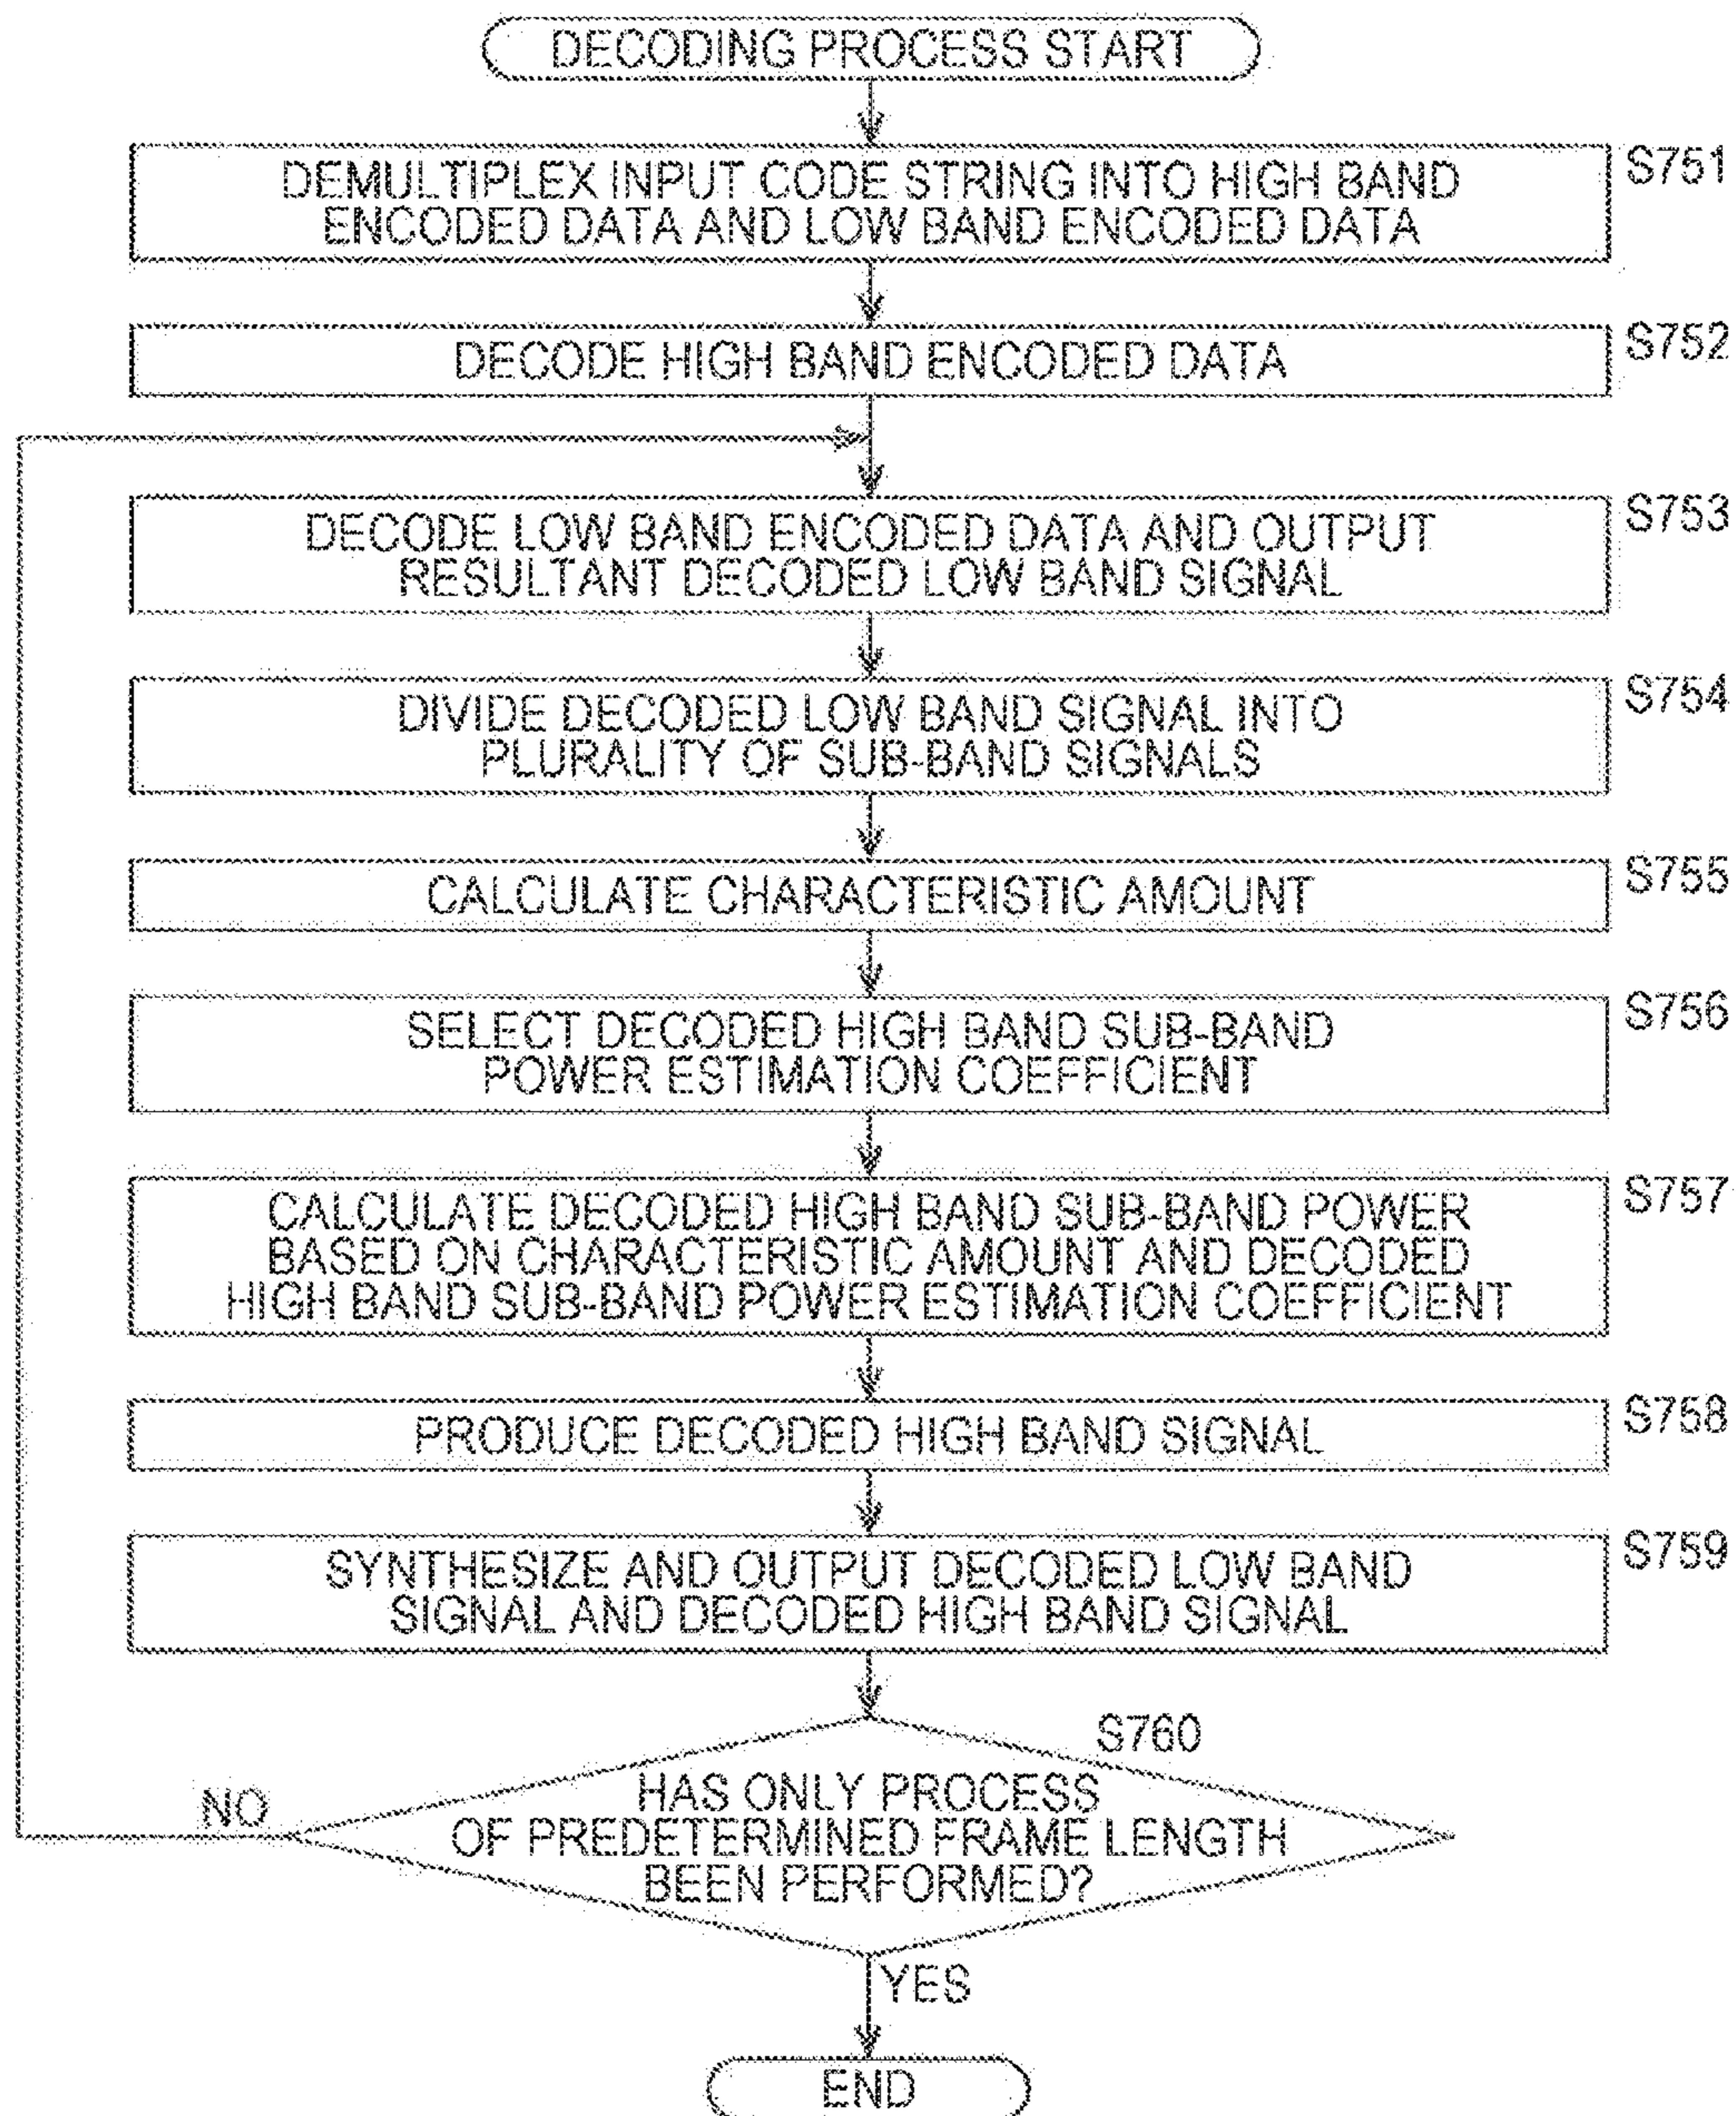 DECODING PROCESS START
DEMULTIPLEX INPUT CODE STRING INTO HIGH BAND
ENCODED DATA AND LOW BAND ENCODED DATA
S751
DECODE HIGH BAND ENCODED DATA
S752
DECODE LOW BAND ENCODED DATA AND OUTPUT
RESULTANT DECODED LOW BAND SIGNAL
S753
DIVIDE DECODED LOW BAND SIGNAL INTO
PLURALITY OF SUB-BAND SIGNALS
S754
CALCULATE CHARACTERISTIC AMOUNT
S755
SELECT DECODED HIGH BAND SUB-BAND
POWER ESTIMATION COEFFICIENT
S756
CALCULATE DECODED HIGH BAND SUB-BAND POWER
BASED ON CHARACTERISTIC AMOUNT AND DECODED
HIGH BAND SUB-BAND POWER ESTIMATION COEFFICIENT
S757
PRODUCE DECODED HIGH BAND SIGNAL
S758
SYNTHESIZE AND OUTPUT DECODED LOW BAND
SIGNAL AND DECODED HIGH BAND SIGNAL
S759
S760
HAS ONLY PROCESS
OF PREDETERMINED FRAME LENGTH
BEEN PERFORMED?
NO
YES
END